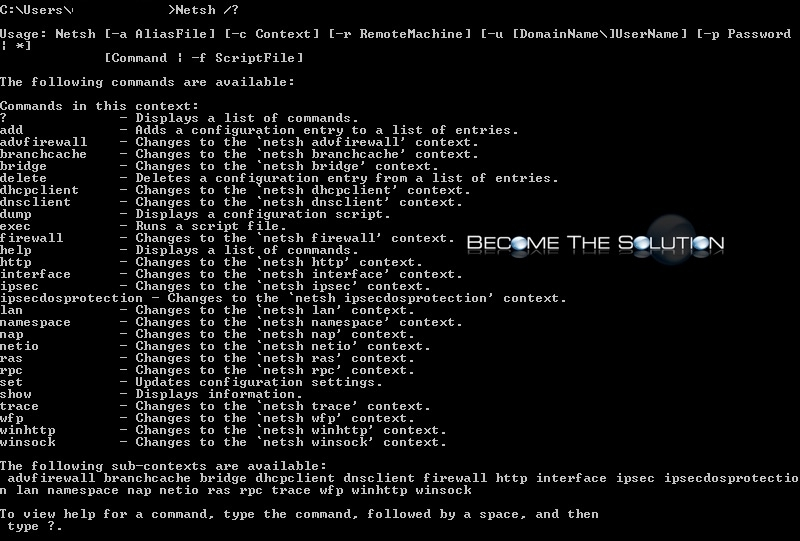 C:\Users\ >Netsh /?
Usage: Netsh [-a AliasFile] [-c Context] [-r RemoteMachine] [-u [DomainName\]UserName] [-p Password
| *]
[Command | -f ScriptFile]
The following commands are available:
Commands in this context:
? - Displays a list of commands.
add - Adds a configuration entry to a list of entries.
advfirewall - Changes to the `netsh advfirewall' context.
branchcache - Changes to the `netsh branchcache' context.
bridge - Changes to the `netsh bridge' context.
delete - Deletes a configuration entry from a list of entries.
dhcpclient - Changes to the `netsh dhcpclient' context.
dnsclient - Changes to the `netsh dnsclient' context.
dump - Displays a configuration script.
exec - Runs a script file.
firewall - Changes to the `netsh firewall' context.
BECOME THE SOLUTION
help - Displays a list of commands.
http - Changes to the `netsh http' context.
interface - Changes to the `netsh interface' context.
ipsec - Changes to the `netsh ipsec' context.
ipsecdosprotection - Changes to the `netsh ipsecdosprotection' context.
lan - Changes to the `netsh lan' context.
namespace - Changes to the `netsh namespace' context.
nap - Changes to the `netsh nap' context.
netio - Changes to the `netsh netio' context.
ras - Changes to the `netsh ras' context.
rpc - Changes to the `netsh rpc' context.
set - Updates configuration settings.
show - Displays information.
trace - Changes to the `netsh trace' context.
wfp - Changes to the `netsh wfp' context.
winhttp - Changes to the `netsh winhttp' context.
winsock - Changes to the `netsh winsock' context.
The following sub-contexts are available:
advfirewall branchcache bridge dhcpclient dnsclient firewall http interface ipsec ipsecdosprotectio
n lan namespace nap netio ras rpc trace wfp winhttp winsock
To view help for a command, type the command, followed by a space, and then
type ?.